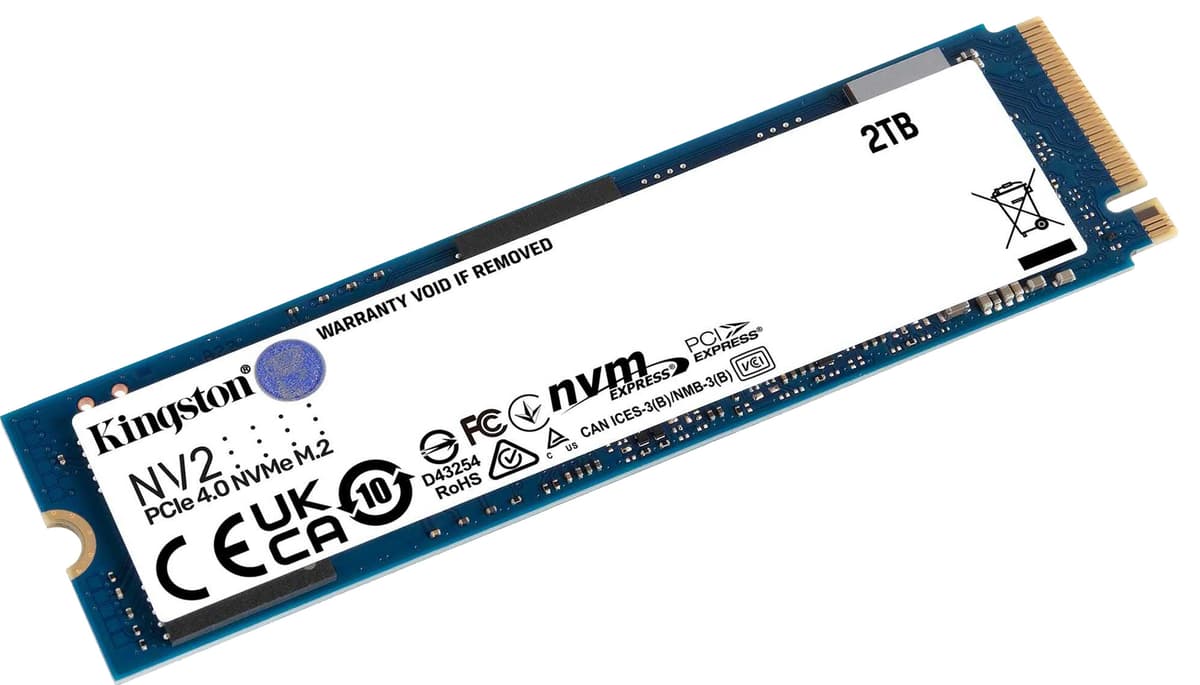 2TB
WARRANTY VOID IF REMOVED
Kingston®
NV2
PCIe 4.0 NVMe M.2
CE
UK
CA
10
D43254
RoHS
FC
C US
nvm
EXPRESS
PCI
EXPRESS®
CAN ICES-3(B)/NMB-3(B)
VCI